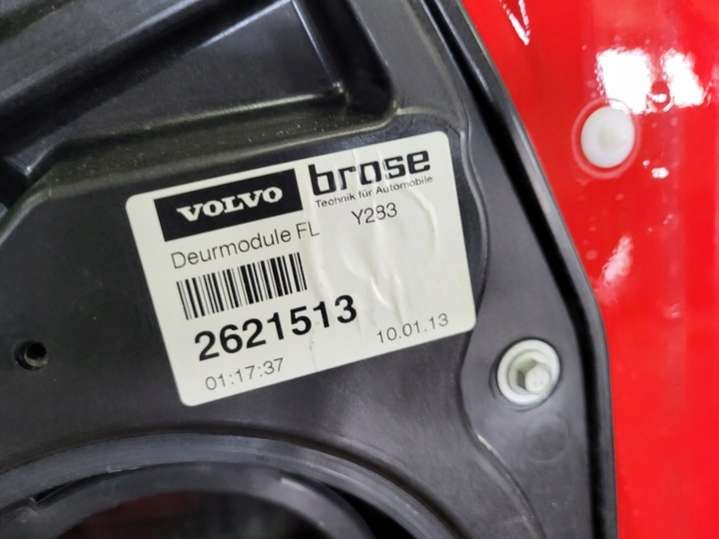 VOLVO brose
Technik für Automobile
Deurmodule FL Y283
2621513
01:17:37 10.01.13